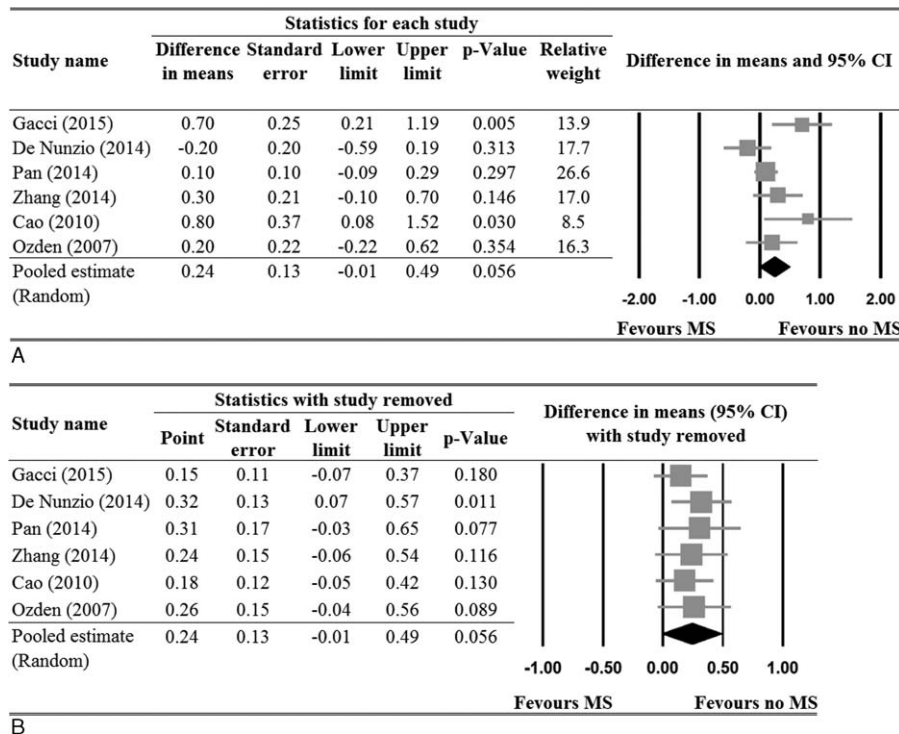 Statistics for each study
Study name Difference in means Standard error Lower limit Upper limit p-Value Relative weight Difference in means and 95% CI
Gacci (2015) 0.70 0.25 0.21 1.19 0.005 13.9
De Nunzio (2014) -0.20 0.20 -0.59 0.19 0.313 17.7
Pan (2014) 0.10 0.10 -0.09 0.29 0.297 26.6
Zhang (2014) 0.30 0.21 -0.10 0.70 0.146 17.0
Cao (2010) 0.80 0.37 0.08 1.52 0.030 8.5
Ozden (2007) 0.20 0.22 -0.22 0.62 0.354 16.3
Pooled estimate 0.24 0.13 -0.01 0.49 0.056
(Random)
-2.00 -1.00 0.00 1.00 2.00
Fevours MS Fevours no MS
A
Statistics with study removed
Study name Point Standard error Lower limit Upper limit p-Value Difference in means (95% CI) with study removed
Gacci (2015) 0.15 0.11 -0.07 0.37 0.180
De Nunzio (2014) 0.32 0.13 0.07 0.57 0.011
Pan (2014) 0.31 0.17 -0.03 0.65 0.077
Zhang (2014) 0.24 0.15 -0.06 0.54 0.116
Cao (2010) 0.18 0.12 -0.05 0.42 0.130
Ozden (2007) 0.26 0.15 -0.04 0.56 0.089
Pooled estimate 0.24 0.13 -0.01 0.49 0.056
(Random)
-1.00 -0.50 0.00 0.50 1.00
Fevours MS Fevours no MS
B